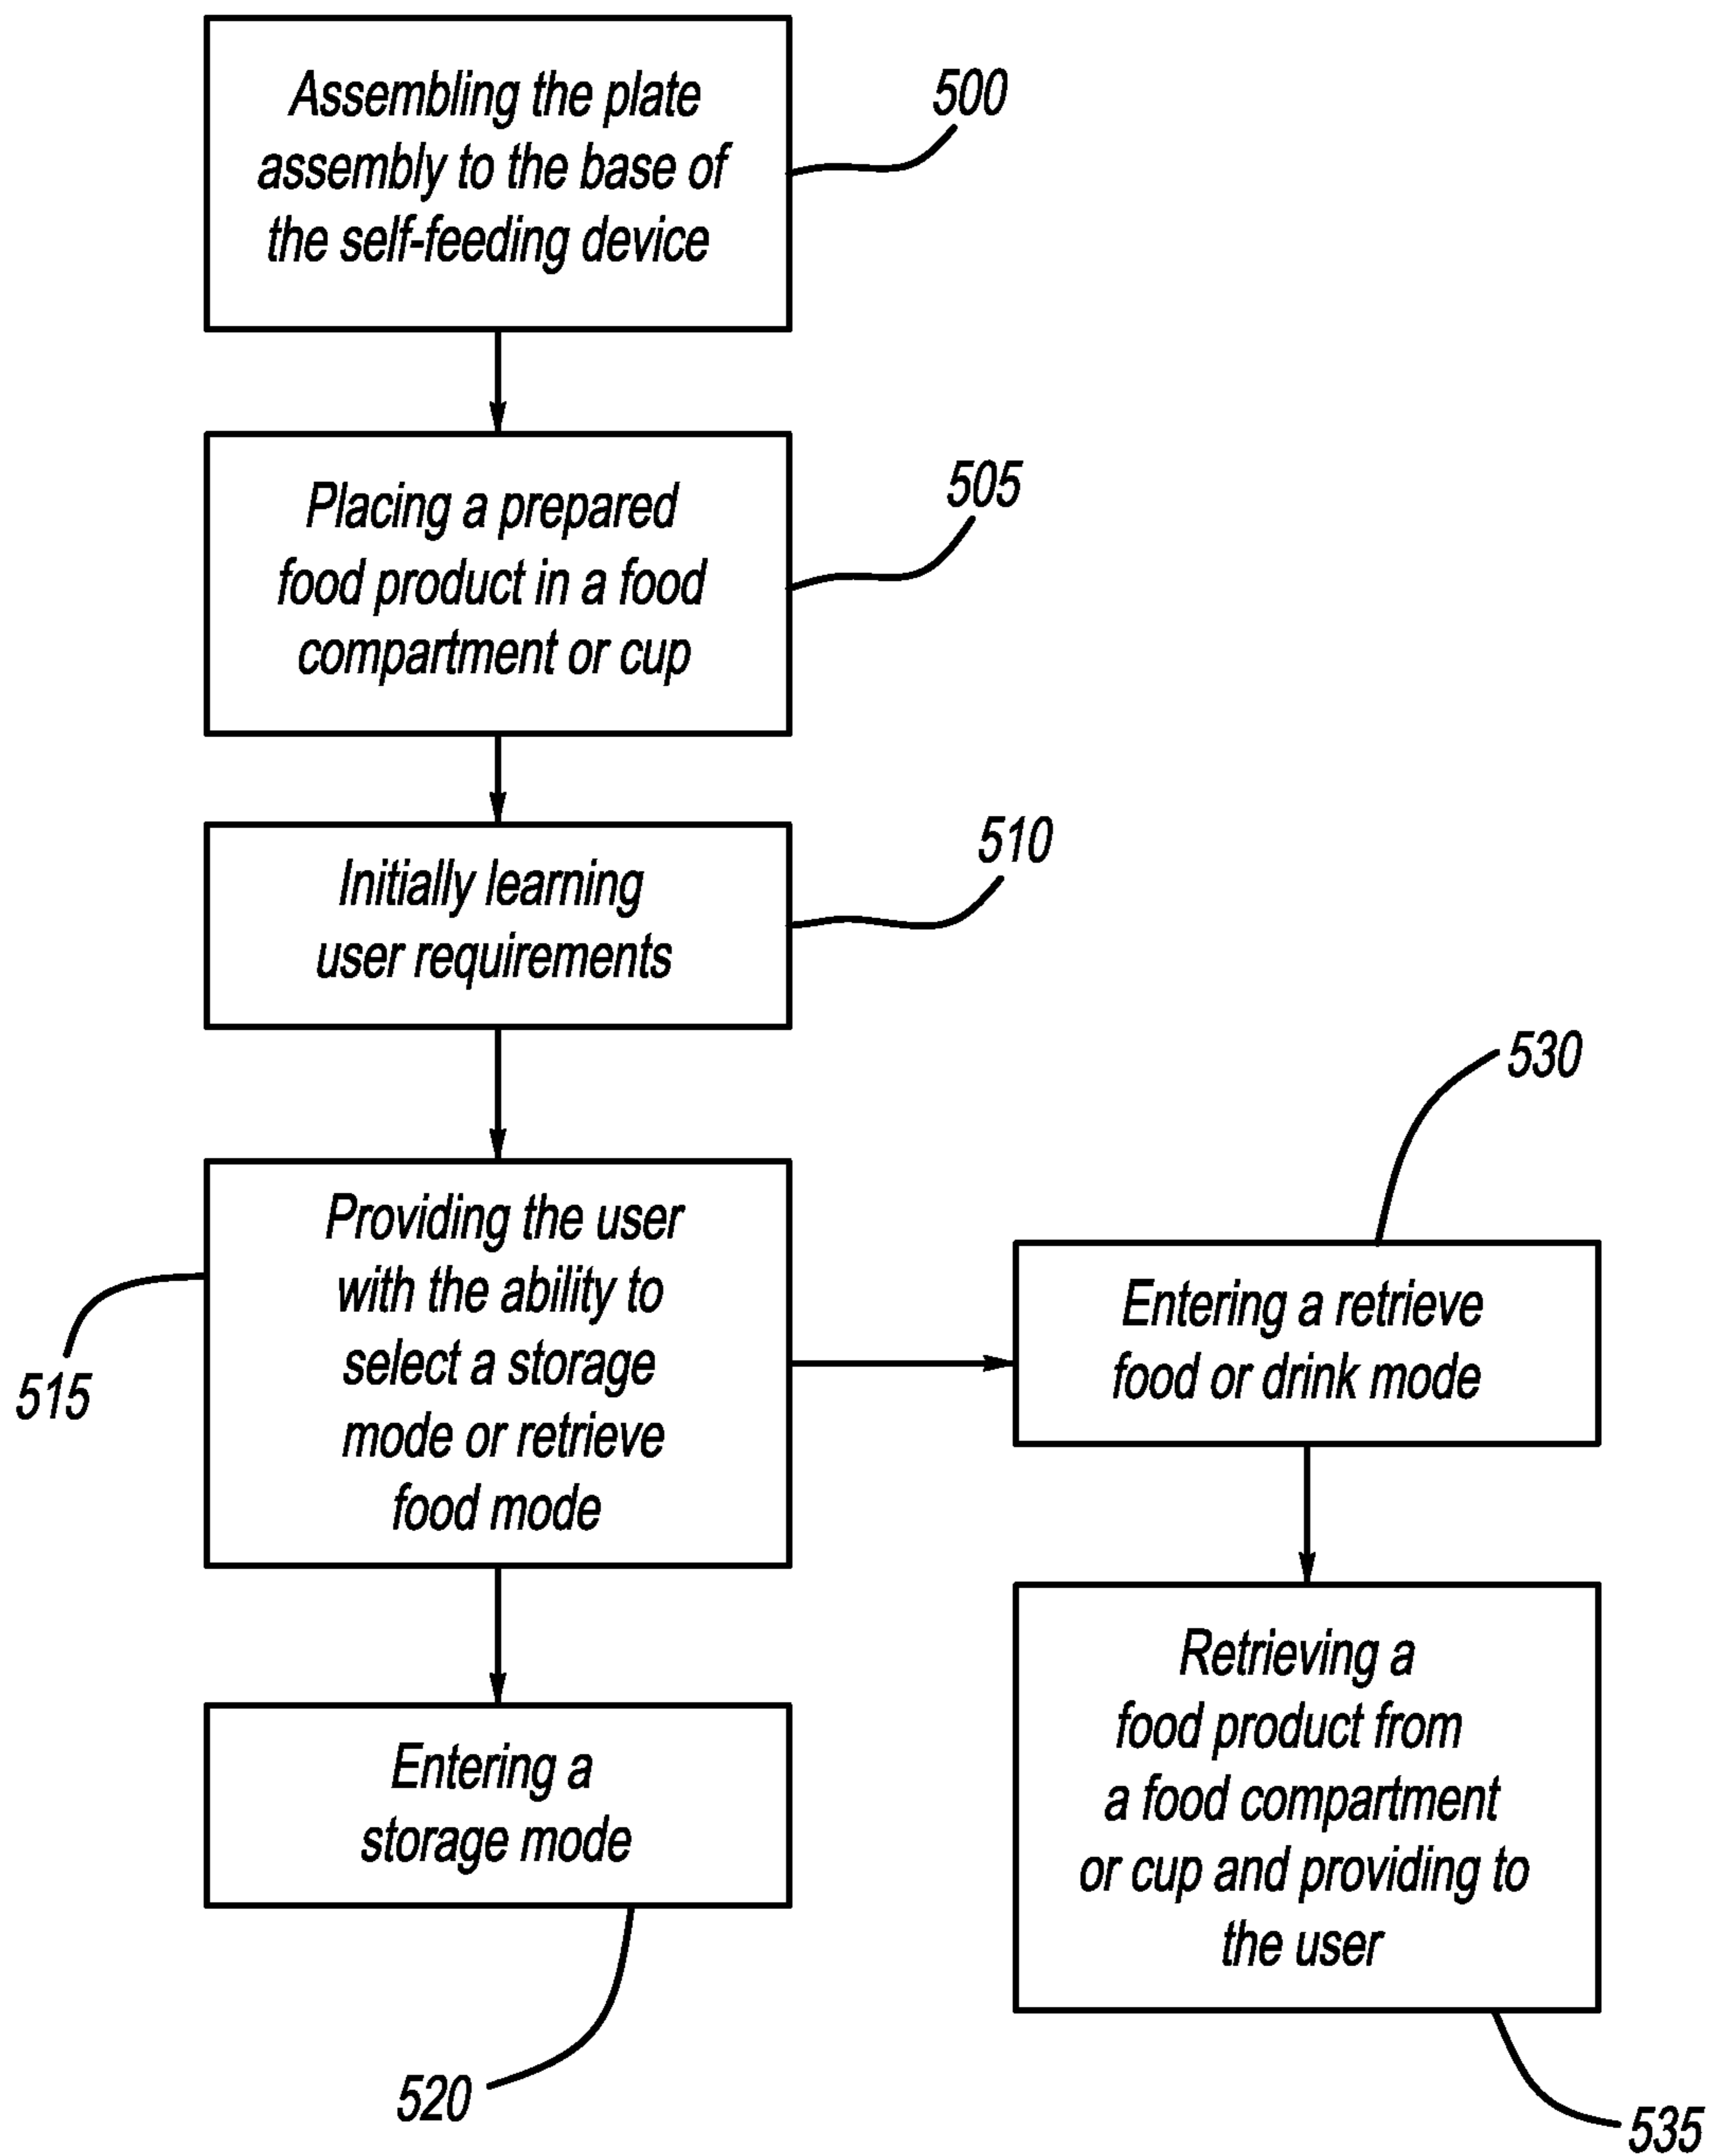 Assembling the plate
assembly to the base of
the self-feeding device
500
Placing a prepared
food product in a food
compartment or cup
505
Initially learning
user requirements
510
Providing the user
with the ability to
select a storage
mode or retrieve
food mode
515
530
Entering a retrieve
food or drink mode
Entering a
storage mode
520
Retrieving a
food product from
a food compartment
or cup and providing to
the user
535